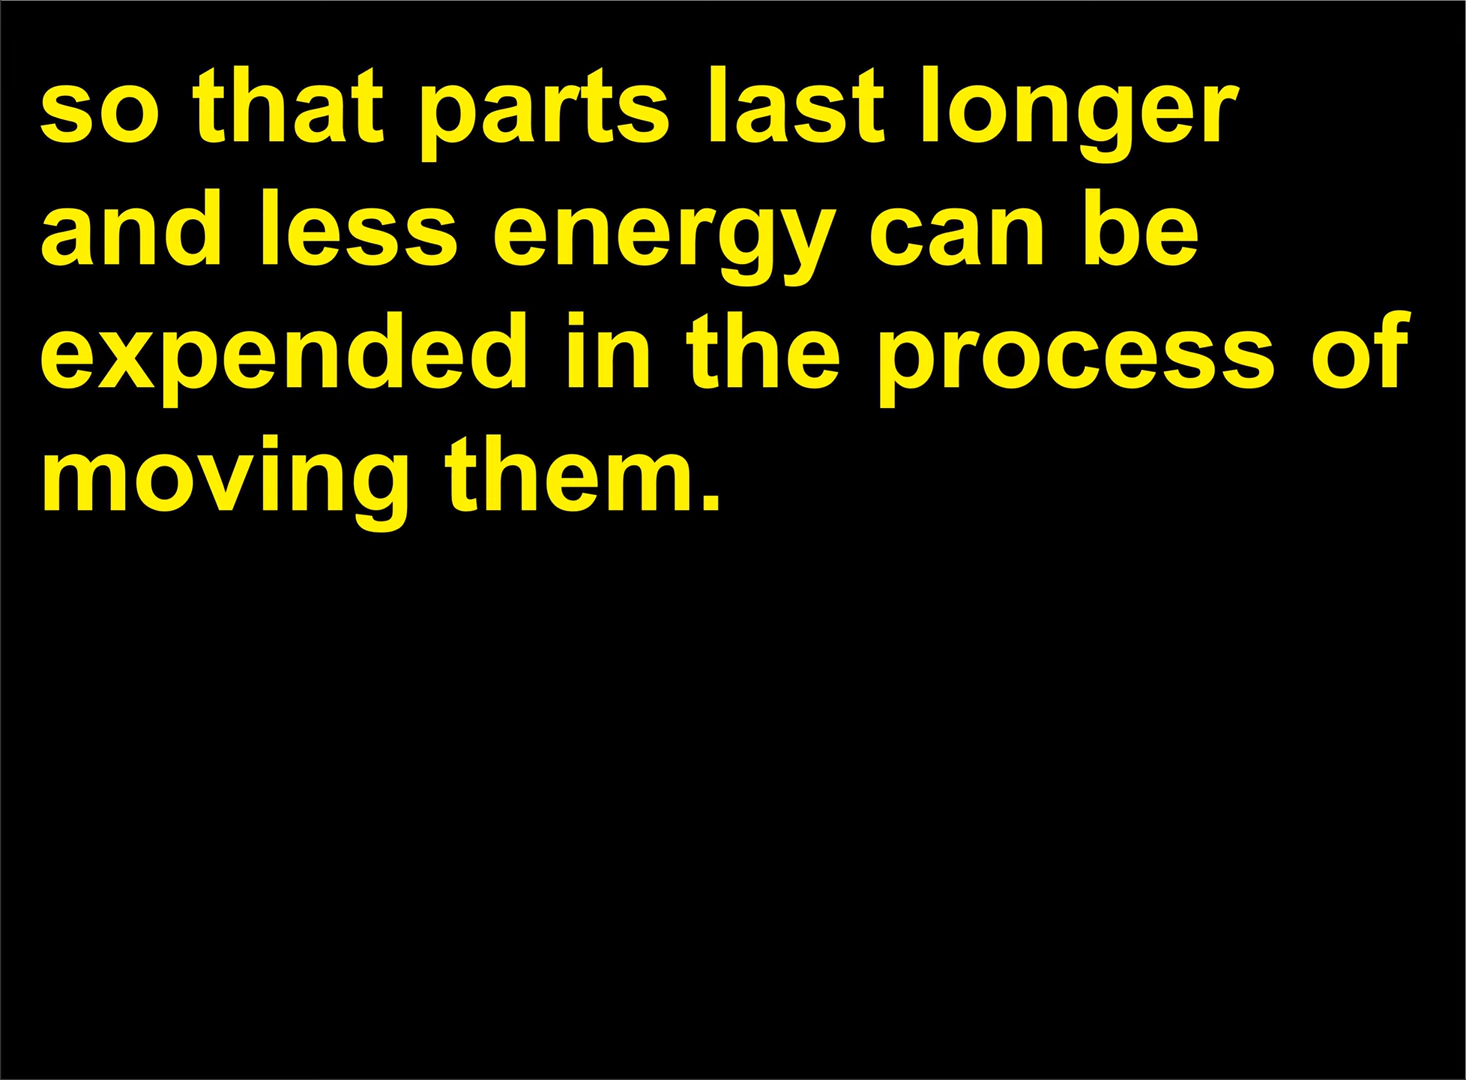 so that parts last longer
and less energy can be
expended in the process of
moving them.